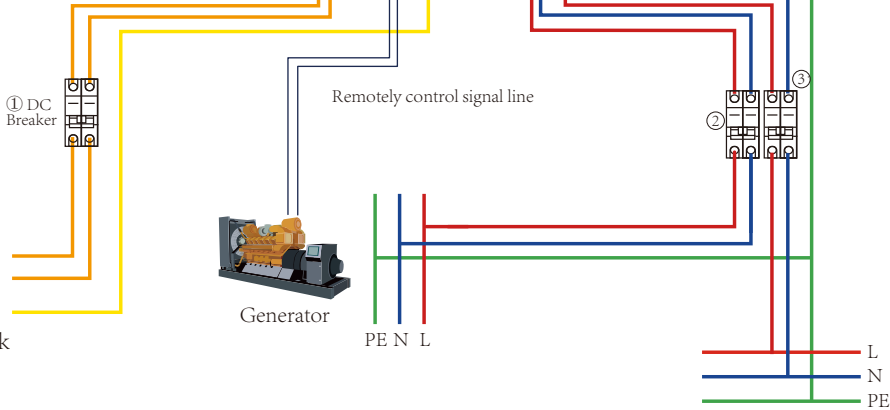 ① DC
Breaker
Remotely control signal line
②
③
Generator
PE N L
k
L
N
PE